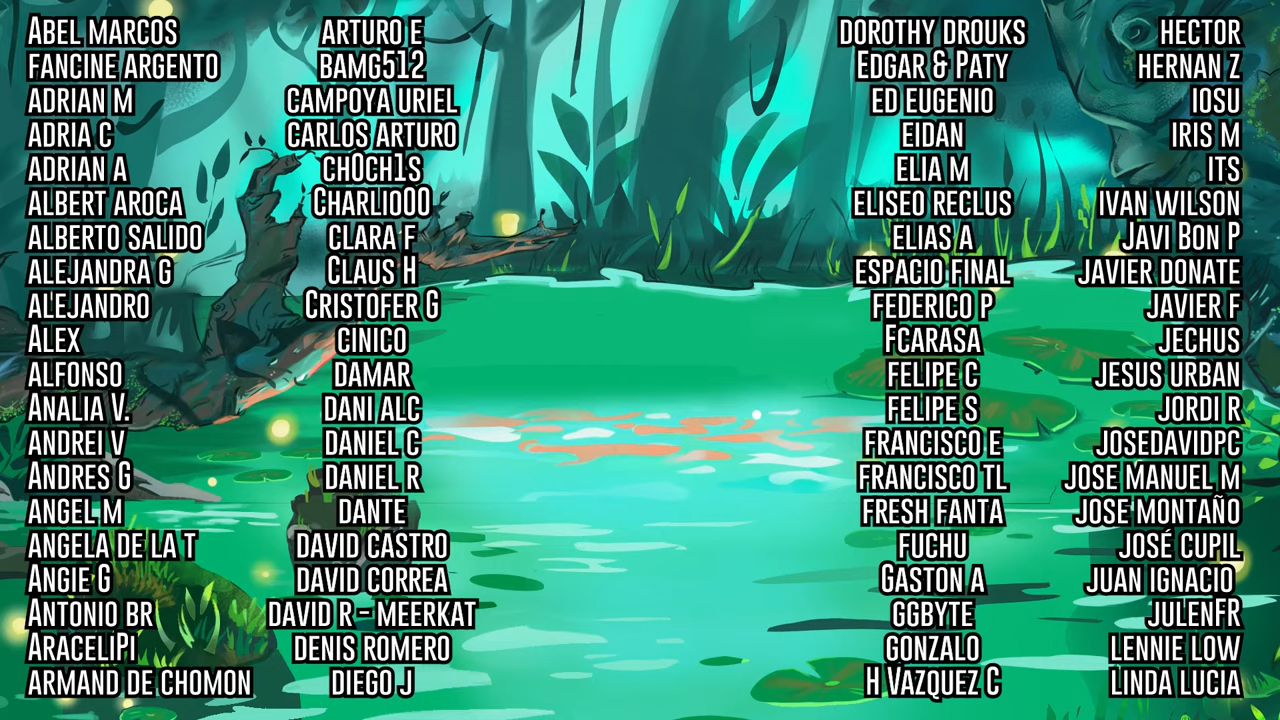 Abel MARCOS
FANCINE ARGENTO
ADRIAN M
ADRIA C
ADRIAN A
ALBERT AROCA
ALBERTO SALIDO
ALEJANDRA G
ALEJANDRO
Alex
ALFONSO
Analia V.
ANDREI V
ANDRES G
ANGEL M
ANGELA DE LA T
Angie G
Antonio BR
AraceliPi
ARMAND DE CHOMON
ARTURO E
BAMG512
CAMPOYA URIEL
CARLOS ARTURO
CH0CH1S
Charlio00
CLARA F
Claus H
Cristofer G
CINICO
DAMAR
DANI ALC
DANIEL C
DANIEL R
DANTE
DAVID CASTRO
DAVID CORREA
DAVID R - MEERKAT
DENIS ROMERO
DIEGO J
DOROTHY DROUKS
Edgar & Paty
ED EUGENIO
EIDAN
ELIA M
ELISEO RECLUS
ELIAS A
ESPACIO FINAL
FEDERICO P
Fcarasa
FELIPE C
FELIPE S
FRANCISCO E
FRANCISCO TL
FRESH FANTA
FUCHU
Gaston A
GGBYTE
GONZALO
H Vazquez C
HECTOR
HERNAN Z
IOSU
IRIS M
ITS
IVAN WILSON
Javi Bon P
JAVIER DONATE
JAVIER F
JECHUS
JESUS URBAN
JORDI R
JOSEDAVIDPC
JOSE MANUEL M
JOSE MONTAÑO
JOSÉ CUPIL
JUAN IGNACIO
JULENFR
LENNIE LOW
LINDA LUCIA